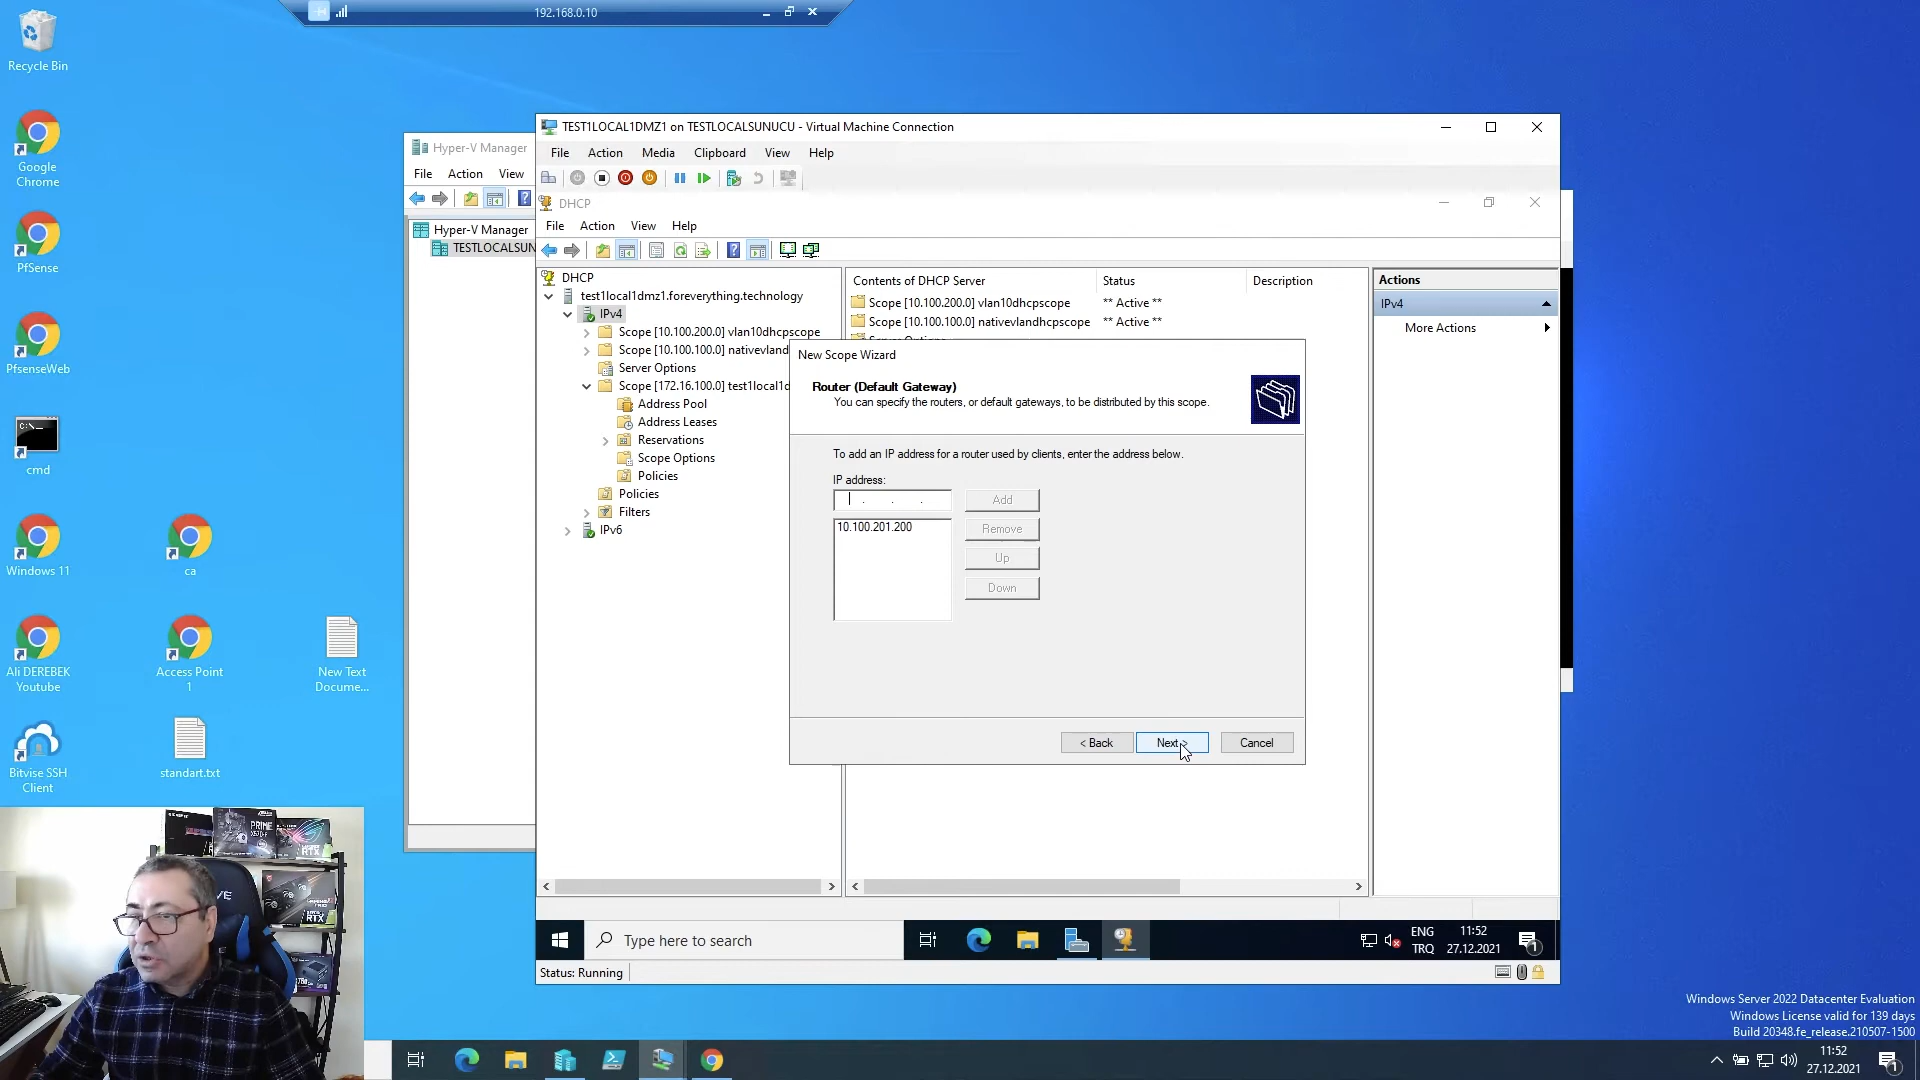 192.168.0.10
Recycle Bin
Google
Chrome
PfSense
PfsenseWeb
cmd
Windows 11
ca
Ali DEREBEK
Youtube
Access Point
1
New Text
Docume...
Bitvise SSH
Client
standart.txt
Hyper-V Manager
File Action View
Hyper-V Manager
TESTLOCALSUN
TEST1LOCAL1DMZ1 on TESTLOCALSUNUCU - Virtual Machine Connection
File Action Media Clipboard View Help
DHCP
File Action View Help
DHCP
test1local1dmz1.foreverything.technology
IPv4
Scope [10.100.200.0] vlan10dhcpscope
Scope [10.100.100.0] nativevland
Server Options
Scope [172.16.100.0] test1local1d
Address Pool
Address Leases
Reservations
Scope Options
Policies
Policies
Filters
IPv6
Contents of DHCP Server Status Description
Scope [10.100.200.0] vlan10dhcpscope ** Active **
Scope [10.100.100.0] nativevlandhcpscope ** Active **
Actions
IPv4
More Actions
New Scope Wizard
Router (Default Gateway)
You can specify the routers, or default gateways, to be distributed by this scope.
To add an IP address for a router used by clients, enter the address below.
IP address:
. . .
Add
10.100.201.200
Remove
Up
Down
< Back Next > Cancel
Type here to search
ENG
TRQ
11:52
27.12.2021
1
Status: Running
Windows Server 2022 Datacenter Evaluation
Windows License valid for 139 days
Build 20348.fe_release.210507-1500
11:52
27.12.2021
1